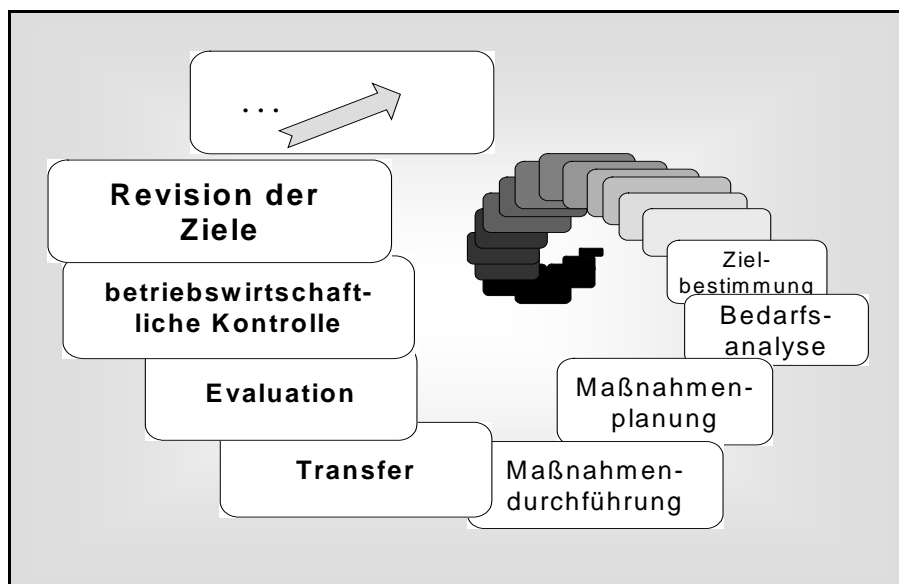 ...
Revision der
Ziele
betriebswirtschaft-
liche Kontrolle
Evaluation
Transfer
Ziel-
bestimmung
Bedarfs-
analyse
Maßnahmen-
planung
Maßnahmen-
durchführung